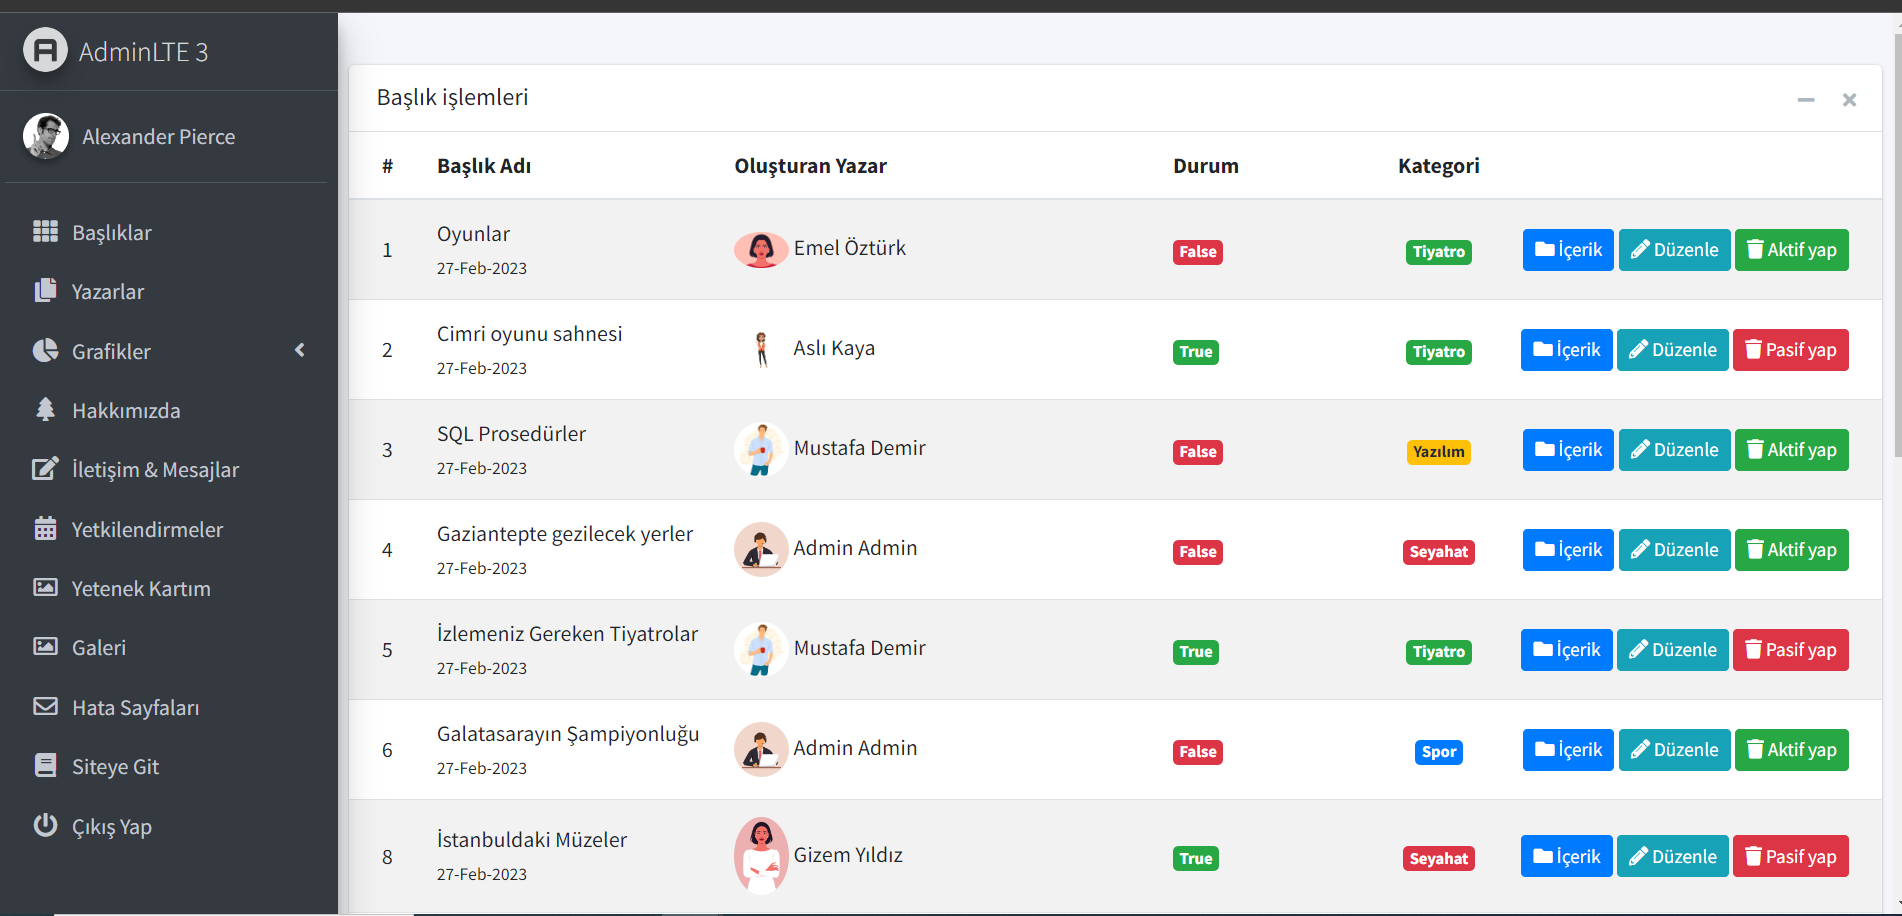 AdminLTE 3
Alexander Pierce
Başlıklar
Yazarlar
Grafikler
Hakkımızda
İletişim & Mesajlar
Yetkilendirmeler
Yetenek Kartım
Galeri
Hata Sayfaları
Siteye Git
Çıkış Yap
Başlık işlemleri
# Başlık Adı Oluşturan Yazar Durum Kategori
1 Oyunlar Emel Öztürk False Tiyatro İçerik Düzenle Aktif yap
27-Feb-2023
2 Cimri oyunu sahnesi Aslı Kaya True Tiyatro İçerik Düzenle Pasif yap
27-Feb-2023
3 SQL Prosedürler Mustafa Demir False Yazılım İçerik Düzenle Aktif yap
27-Feb-2023
4 Gaziantepte gezilecek yerler Admin Admin False Seyahat İçerik Düzenle Aktif yap
27-Feb-2023
5 İzlemeniz Gereken Tiyatrolar Mustafa Demir True Tiyatro İçerik Düzenle Pasif yap
27-Feb-2023
6 Galatasarayın Şampiyonluğu Admin Admin False Spor İçerik Düzenle Aktif yap
27-Feb-2023
8 İstanbuldaki Müzeler Gizem Yıldız True Seyahat İçerik Düzenle Pasif yap
27-Feb-2023